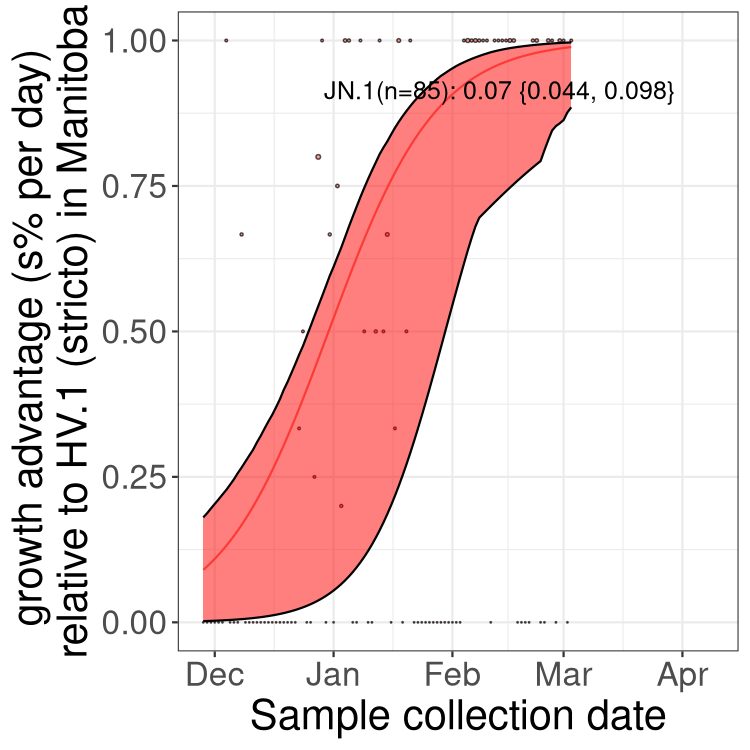 growth advantage (s% per day)
relative to HV.1 (stricto) in Manitoba
1.00
0.75
0.50
0.25
0.00
JN.1(n=85): 0.07 {0.044, 0.098}
Dec Jan Feb Mar Apr
Sample collection date